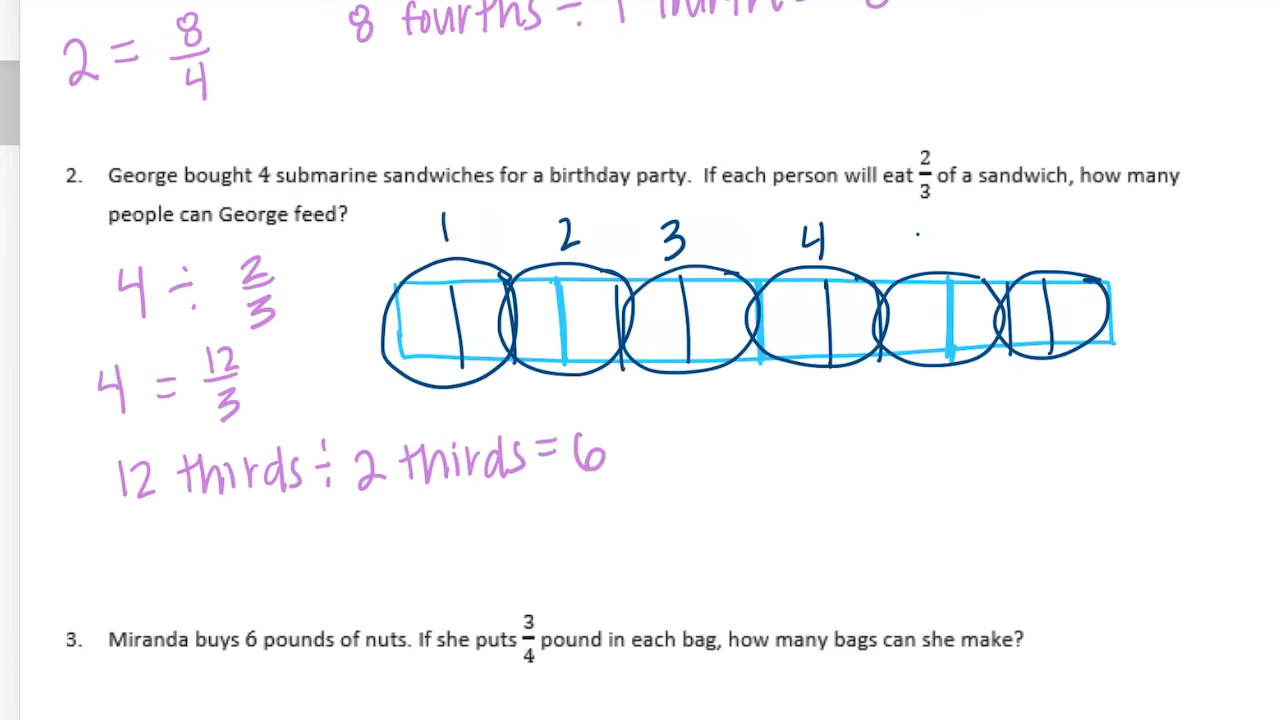 2 = 8/4
8 fourths ÷ 1
2. George bought 4 submarine sandwiches for a birthday party. If each person will eat 2/3 of a sandwich, how many
people can George feed?
1 2 3 4
4 ÷ 2/3
4 = 12/3
12 thirds ÷ 2 thirds = 6
3. Miranda buys 6 pounds of nuts. If she puts 3/4 pound in each bag, how many bags can she make?